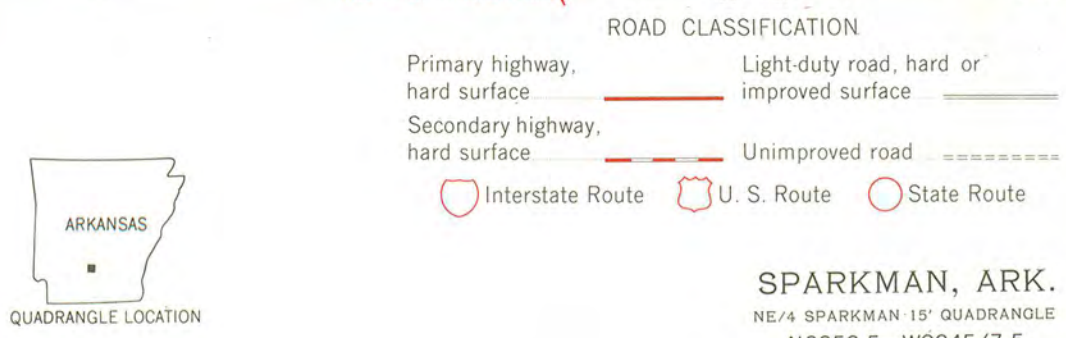 ROAD CLASSIFICATION
Primary highway,
hard surface
Light-duty road, hard or
improved surface
Secondary highway,
hard surface
Unimproved road
Interstate Route
U. S. Route
State Route
ARKANSAS
QUADRANGLE LOCATION
SPARKMAN, ARK.
NE/4 SPARKMAN 15' QUADRANGLE